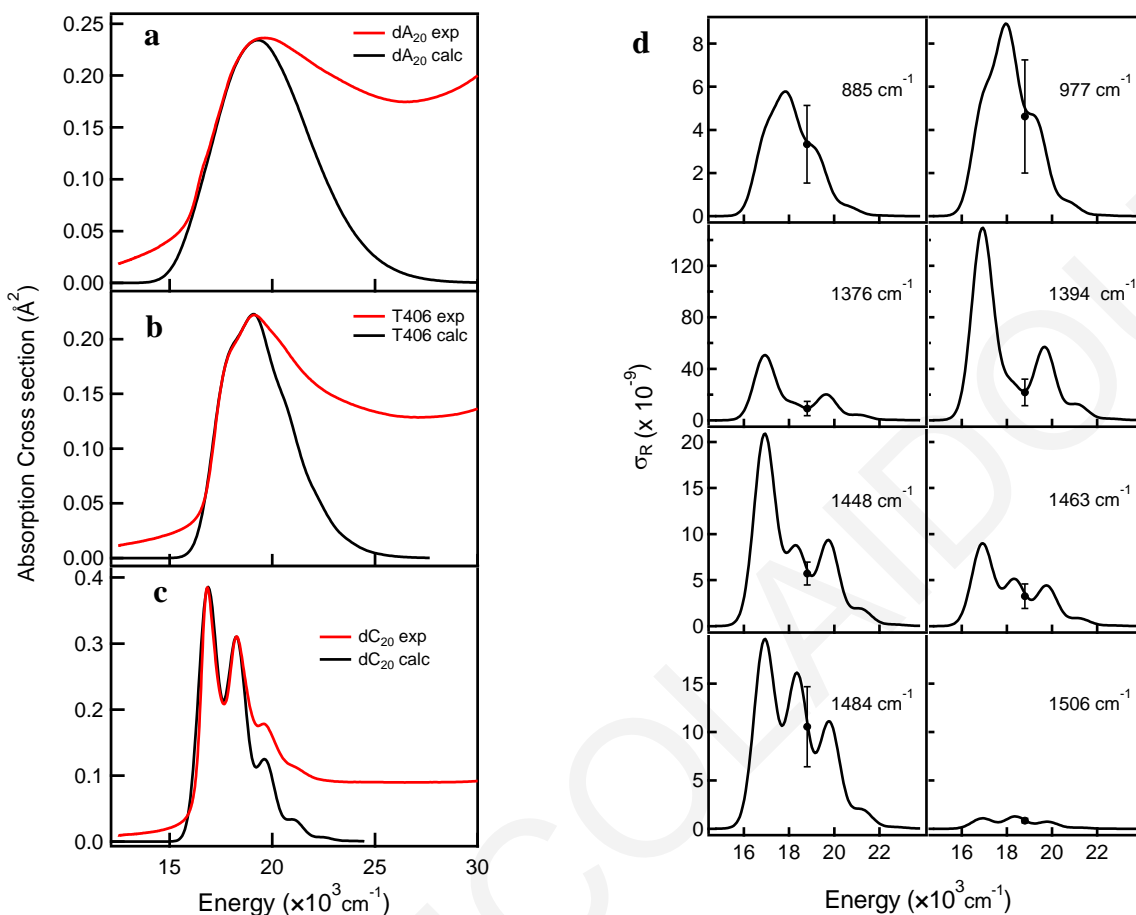 a
dA20 exp
dA20 calc
0.25
0.20
0.15
0.10
0.05
0.00
b
T406 exp
T406 calc
0.20
0.15
0.10
0.05
0.00
c
dC20 exp
dC20 calc
0.4
0.3
0.2
0.1
0.0
15 20 25 30
Absorption Cross section (Å²)
Energy (×10³cm⁻¹)
d
885 cm⁻¹
977 cm⁻¹
8
6
4
2
0
1376 cm⁻¹
1394 cm⁻¹
120
80
40
0
1448 cm⁻¹
1463 cm⁻¹
20
15
10
5
0
1484 cm⁻¹
1506 cm⁻¹
15
10
5
0
16 18 20 22
16 18 20 22
σR (x 10⁻⁹)
Energy (×10³cm⁻¹)
Energy (×10³cm⁻¹)